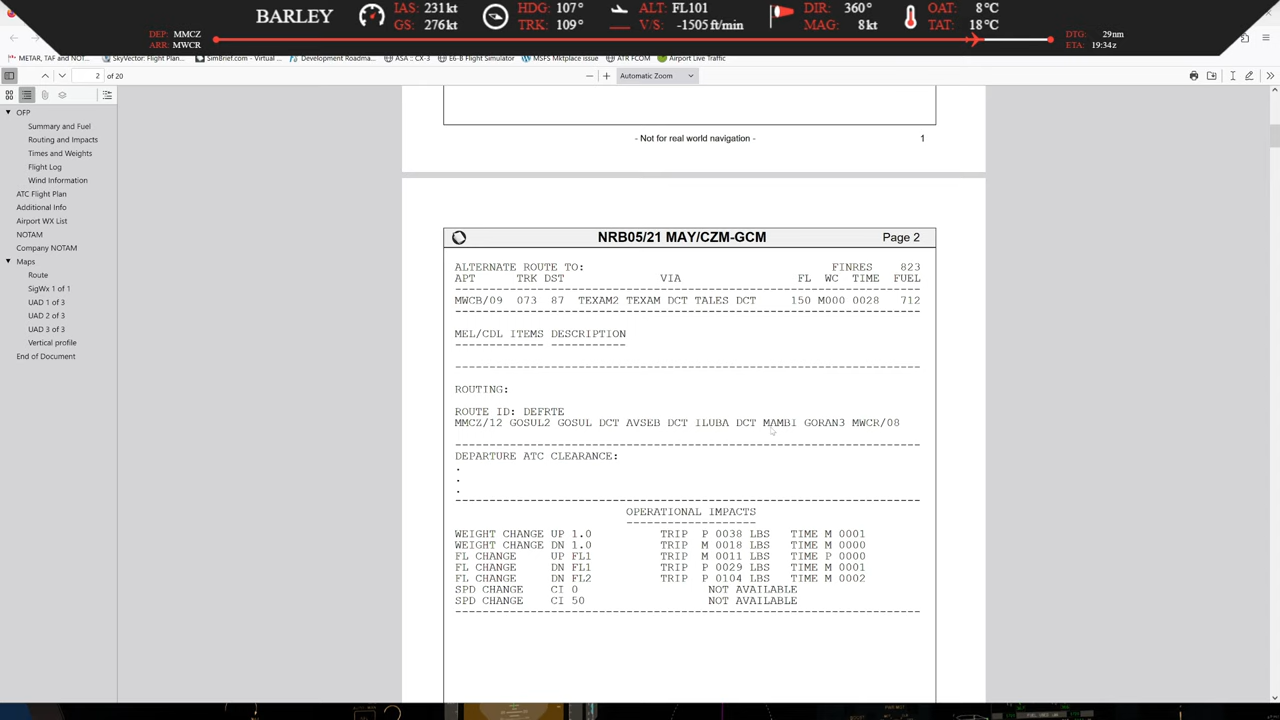 BARLEY
IAS: 231kt
GS: 276kt
HDG: 107°
TRK: 109°
ALT: FL101
V/S: -1505 ft/min
DIR: 360°
MAG: 8kt
OAT: 8°C
TAT: 18°C
DEP: MMCZ
ARR: MWCR
DTG: 29nm
ETA: 19:34z
METAR, TAF and NOT...
SkyVector: Flight Plan...
SimBrief.com - Virtual ...
Development Roadma...
ASA :: CX-3
E6-B Flight Simulator
MSFS Mktplace issue
ATR FCOM
Airport Live Traffic
2 of 20
Automatic Zoom
OFP
Summary and Fuel
Routing and Impacts
Times and Weights
Flight Log
Wind Information
ATC Flight Plan
Additional Info
Airport WX List
NOTAM
Company NOTAM
Maps
Route
SigWx 1 of 1
UAD 1 of 3
UAD 2 of 3
UAD 3 of 3
Vertical profile
End of Document
- Not for real world navigation - 1
NRB05/21 MAY/CZM-GCM Page 2
ALTERNATE ROUTE TO: FINRES 823
APT TRK DST VIA FL WC TIME FUEL
MWCB/09 073 87 TEXAM2 TEXAM DCT TALES DCT 150 M000 0028 712
MEL/CDL ITEMS DESCRIPTION
ROUTING:
ROUTE ID: DEFRTE
MMCZ/12 GOSUL2 GOSUL DCT AVSEB DCT ILUBA DCT MAMBI GORAN3 MWCR/08
DEPARTURE ATC CLEARANCE:
.
.
.
OPERATIONAL IMPACTS
WEIGHT CHANGE UP 1.0 TRIP P 0038 LBS TIME M 0001
WEIGHT CHANGE DN 1.0 TRIP M 0018 LBS TIME M 0000
FL CHANGE UP FL1 TRIP M 0011 LBS TIME P 0000
FL CHANGE DN FL1 TRIP P 0029 LBS TIME M 0001
FL CHANGE DN FL2 TRIP P 0104 LBS TIME M 0002
SPD CHANGE CI 0 NOT AVAILABLE
SPD CHANGE CI 50 NOT AVAILABLE